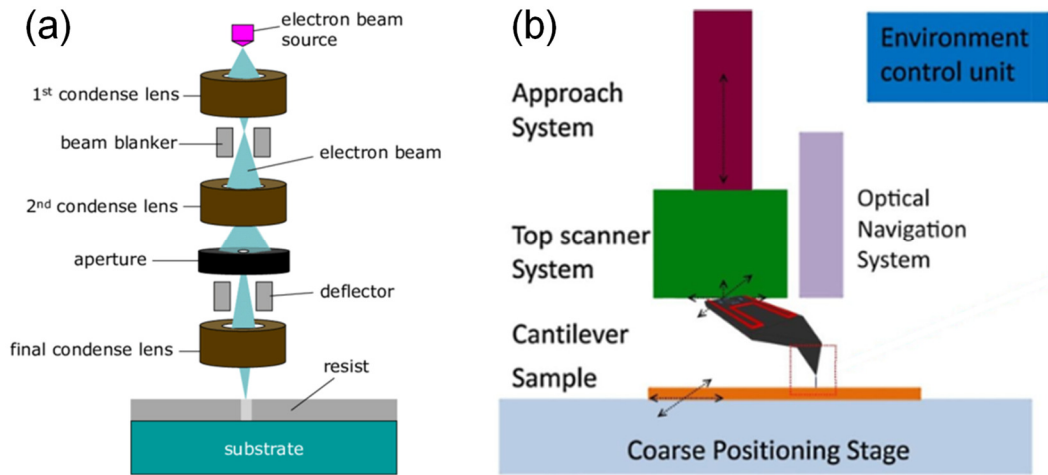 (a)
electron beam
source
1st condense lens
beam blanker
electron beam
2nd condense lens
aperture
deflector
final condense lens
resist
substrate
(b)
Environment
control unit
Approach
System
Optical
Navigation
System
Top scanner
System
Cantilever
Sample
Coarse Positioning Stage